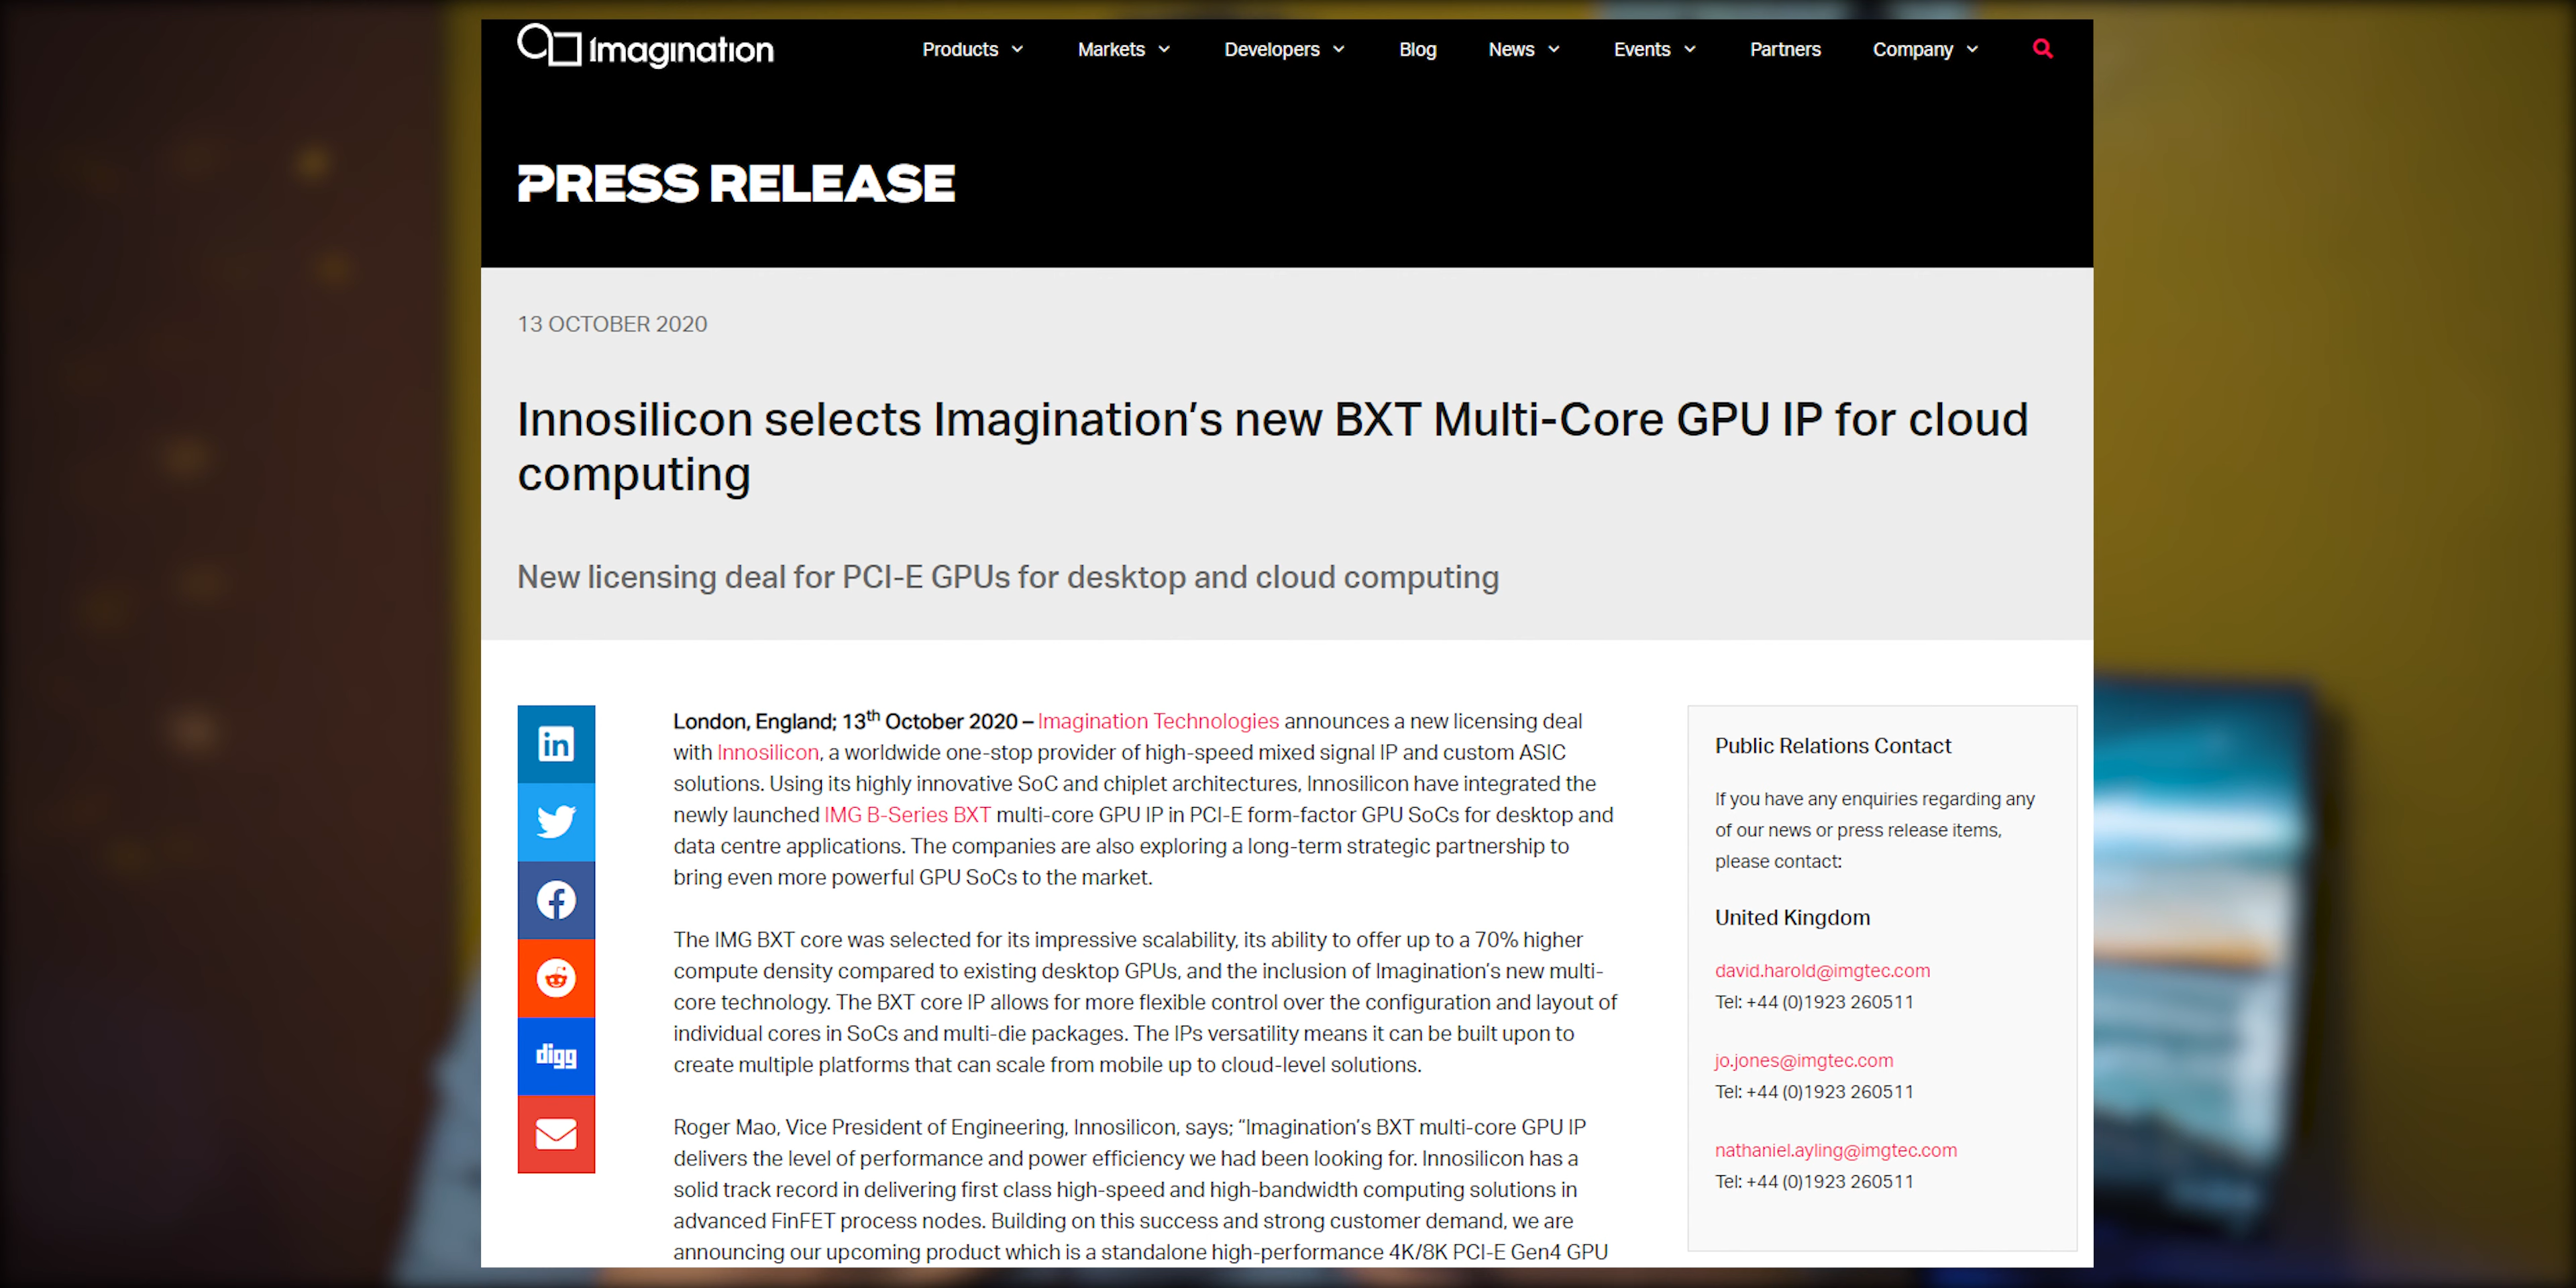 Imagination
Products Markets Developers Blog News Events Partners Company
PRESS RELEASE
13 OCTOBER 2020
Innosilicon selects Imagination's new BXT Multi-Core GPU IP for cloud
computing
New licensing deal for PCI-E GPUs for desktop and cloud computing
London, England; 13th October 2020 – Imagination Technologies announces a new licensing deal
with Innosilicon, a worldwide one-stop provider of high-speed mixed signal IP and custom ASIC
solutions. Using its highly innovative SoC and chiplet architectures, Innosilicon have integrated the
newly launched IMG B-Series BXT multi-core GPU IP in PCI-E form-factor GPU SoCs for desktop and
data centre applications. The companies are also exploring a long-term strategic partnership to
bring even more powerful GPU SoCs to the market.
The IMG BXT core was selected for its impressive scalability, its ability to offer up to a 70% higher
compute density compared to existing desktop GPUs, and the inclusion of Imagination's new multi-
core technology. The BXT core IP allows for more flexible control over the configuration and layout of
individual cores in SoCs and multi-die packages. The IPs versatility means it can be built upon to
create multiple platforms that can scale from mobile up to cloud-level solutions.
Roger Mao, Vice President of Engineering, Innosilicon, says; “Imagination's BXT multi-core GPU IP
delivers the level of performance and power efficiency we had been looking for. Innosilicon has a
solid track record in delivering first class high-speed and high-bandwidth computing solutions in
advanced FinFET process nodes. Building on this success and strong customer demand, we are
announcing our upcoming product which is a standalone high-performance 4K/8K PCI-E Gen4 GPU
in
digg
Public Relations Contact
If you have any enquiries regarding any
of our news or press release items,
please contact:
United Kingdom
david.harold@imgtec.com
Tel: +44 (0)1923 260511
jo.jones@imgtec.com
Tel: +44 (0)1923 260511
nathaniel.ayling@imgtec.com
Tel: +44 (0)1923 260511